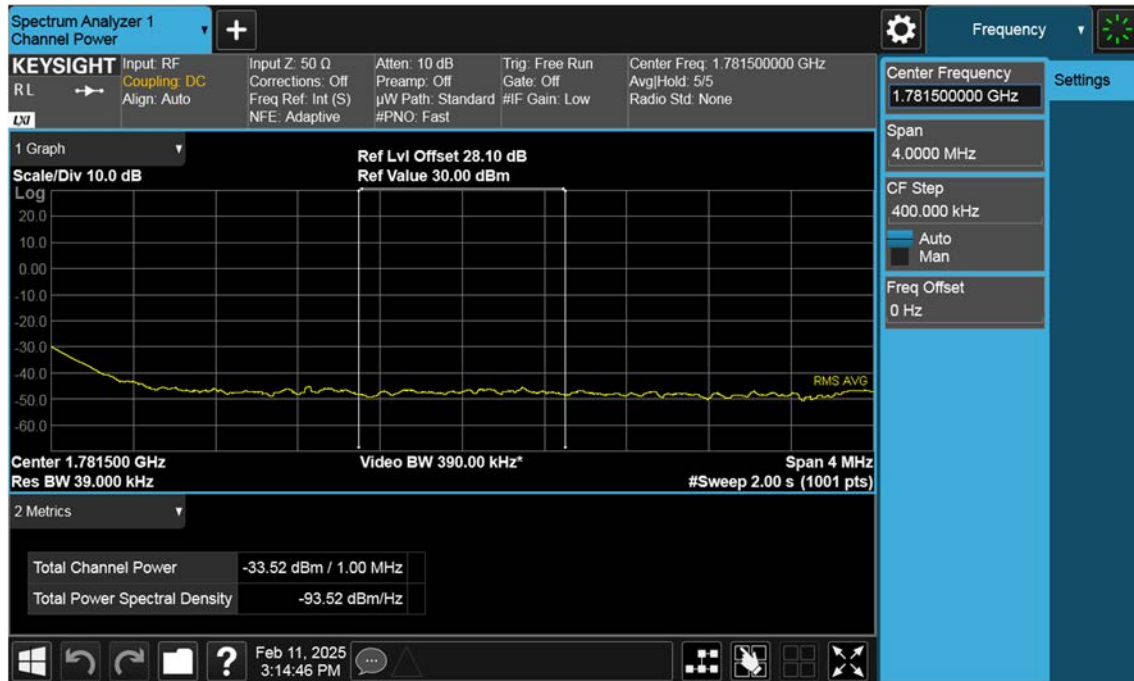 Spectrum Analyzer 1
Channel Power
Frequency
KEYSIGHT
RL
LXI
Input: RF
Coupling: DC
Align: Auto
Input Z: 50 Ω
Corrections: Off
Freq Ref: Int (S)
NFE: Adaptive
Atten: 10 dB
Preamp: Off
µW Path: Standard
#PNO: Fast
Trig: Free Run
Gate: Off
#IF Gain: Low
Center Freq: 1.781500000 GHz
Avg|Hold: 5/5
Radio Std: None
Center Frequency
1.781500000 GHz
Settings
Span
4.0000 MHz
CF Step
400.000 kHz
Auto
Man
Freq Offset
0 Hz
1 Graph
Ref Lvl Offset 28.10 dB
Scale/Div 10.0 dB
Ref Value 30.00 dBm
Log
20.0
10.0
0.00
-10.0
-20.0
-30.0
-40.0
-50.0
-60.0
RMS AVG
Center 1.781500 GHz
Video BW 390.00 kHz*
Span 4 MHz
Res BW 39.000 kHz
#Sweep 2.00 s (1001 pts)
2 Metrics
Total Channel Power
-33.52 dBm / 1.00 MHz
Total Power Spectral Density
-93.52 dBm/Hz
?
Feb 11, 2025
3:14:46 PM